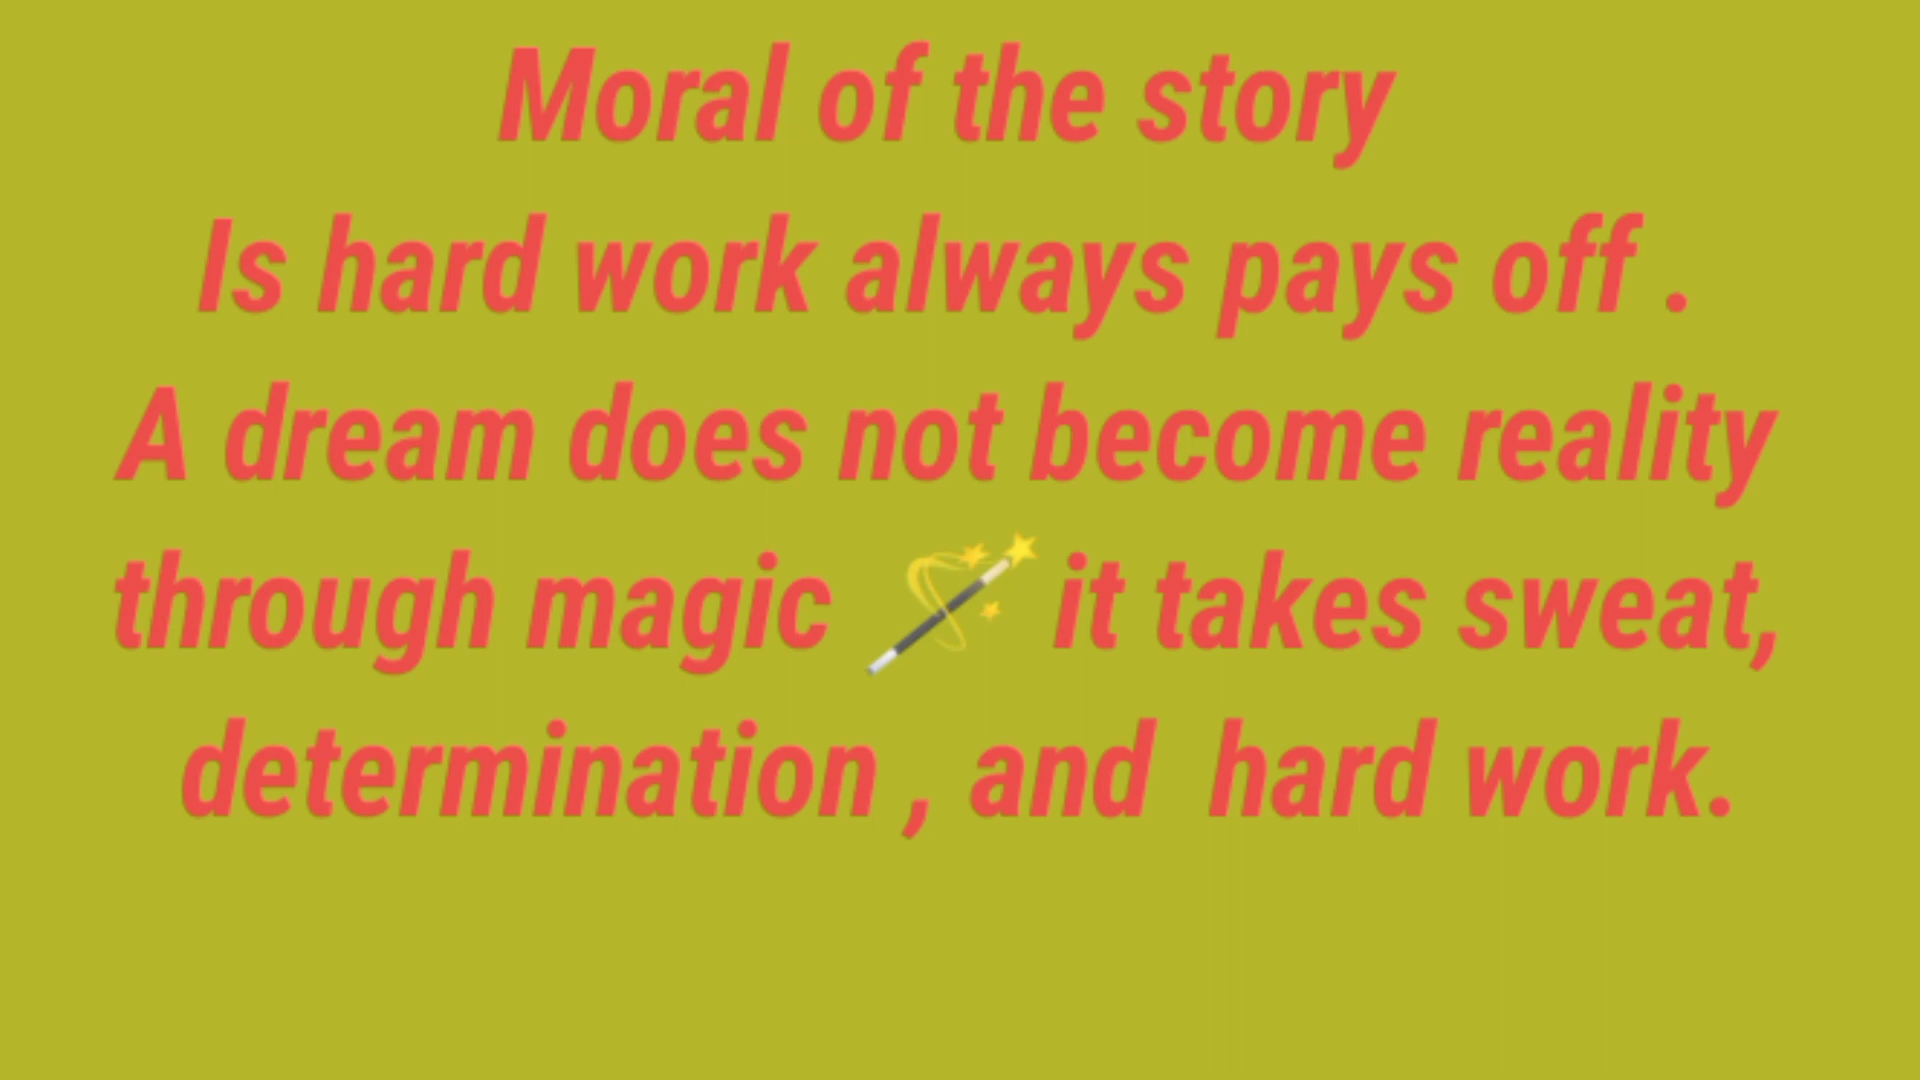 Moral of the story
Is hard work always pays off .
A dream does not become reality
through magic 🪄 it takes sweat,
determination , and  hard work.